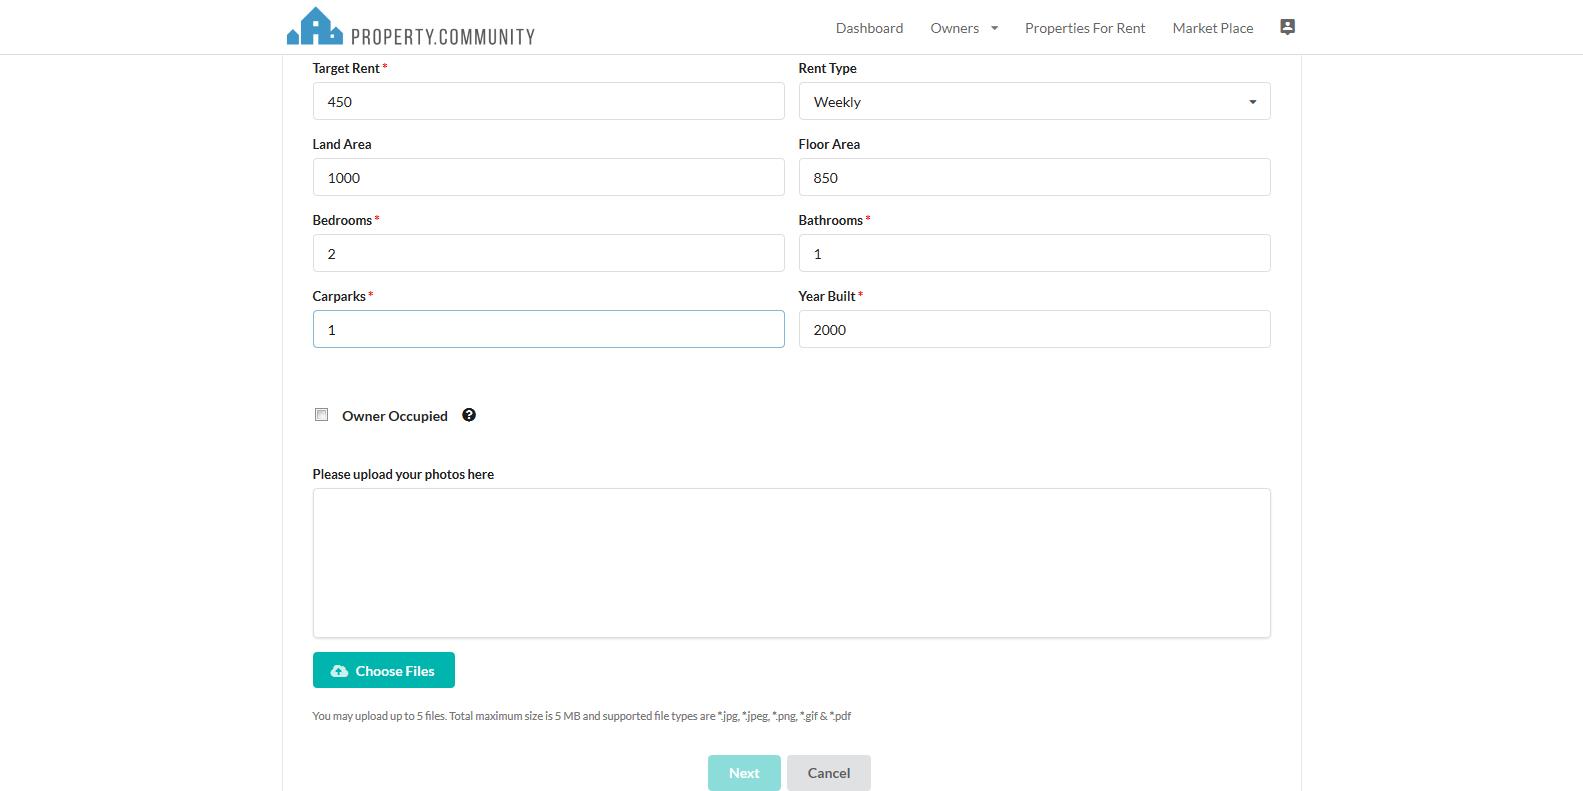 PROPERTY.COMMUNITY
Dashboard Owners Properties For Rent Market Place
Target Rent * Rent Type
450 Weekly
Land Area Floor Area
1000 850
Bedrooms * Bathrooms *
2 1
Carparks * Year Built *
1 2000
Owner Occupied ?
Please upload your photos here
Choose Files
You may upload up to 5 files. Total maximum size is 5 MB and supported file types are *.jpg, *.jpeg, *.png, *.gif & *.pdf
Next Cancel